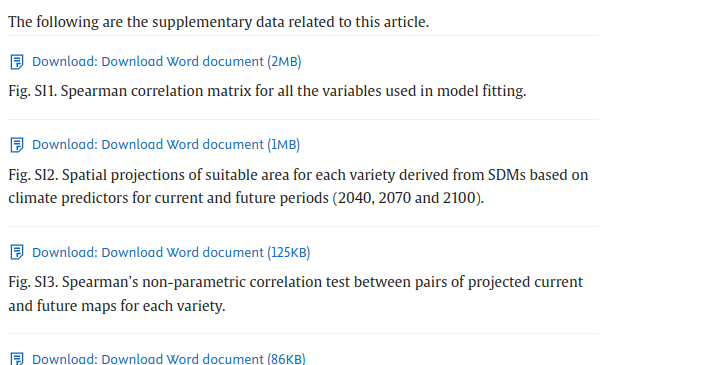 The following are the supplementary data related to this article.
Download: Download Word document (2MB)
Fig. SI1. Spearman correlation matrix for all the variables used in model fitting.
Download: Download Word document (1MB)
Fig. SI2. Spatial projections of suitable area for each variety derived from SDMs based on
climate predictors for current and future periods (2040, 2070 and 2100).
Download: Download Word document (125KB)
Fig. SI3. Spearman's non-parametric correlation test between pairs of projected current
and future maps for each variety.
Download: Download Word document (86KB)